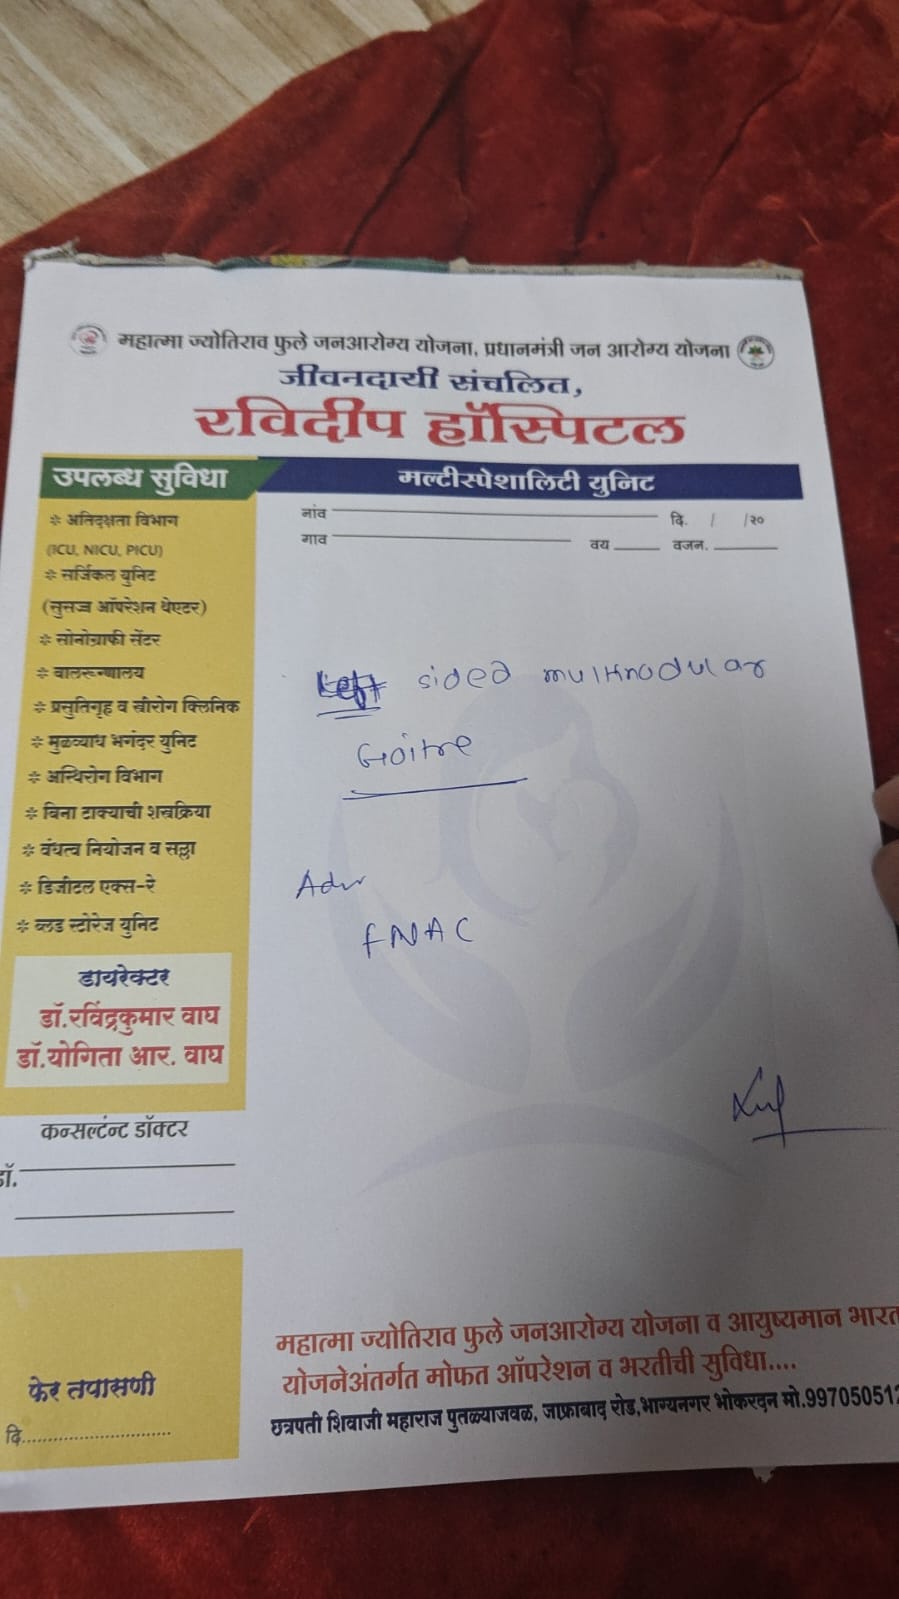 महात्मा ज्योतिराव फुले जनआरोग्य योजना, प्रधानमंत्री जन आरोग्य योजना
जीवनदायी संचलित,
रविदीप हॉस्पिटल
उपलब्ध सुविधा
मल्टीस्पेशालिटी युनिट
नांव दि. / /२०
गाव वय वजन.
* अतिदक्षता विभाग
(ICU, NICU, PICU)
* सर्जिकल युनिट
(सुसज्ज ऑपरेशन थेएटर)
* सोनोग्राफी सेंटर
* बालरूग्णालय
* प्रसुतिगृह व स्त्रीरोग क्लिनिक
* मुळव्याध भगंदर युनिट
* अस्थिरोग विभाग
* बिना टाक्याची शस्त्रक्रिया
* वंधत्व नियोजन व सल्ला
* डिजीटल एक्स-रे
* ब्लड स्टोरेज युनिट
डायरेक्टर
डॉ.रविंद्रकुमार वाघ
डॉ.योगिता आर. वाघ
कन्सल्टंन्ट डॉक्टर
डॉ.
फेर तपासणी
दि.............................
Left sided multinodular
Goitre
Adv
FNAC
महात्मा ज्योतिराव फुले जनआरोग्य योजना व आयुष्यमान भारत
योजनेअंतर्गत मोफत ऑपरेशन व भरतीची सुविधा....
छत्रपती शिवाजी महाराज पुतळ्याजवळ, जाफ्राबाद रोड,भाग्यनगर भोकरदन मो.997050512